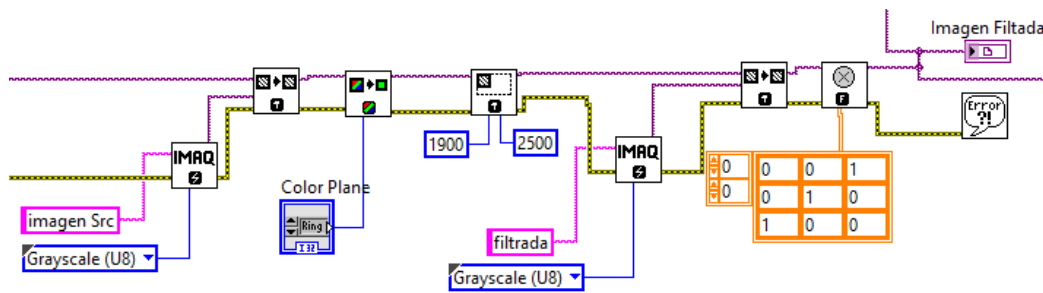 Imagen Filtada
1900
2500
Error
?!
IMAQ
IMAQ
Color Plane
0
0
0 0 1
0 1 0
1 0 0
imagen Src
Ring
I32
filtrada
Grayscale (U8)
Grayscale (U8)
T
T
T
F